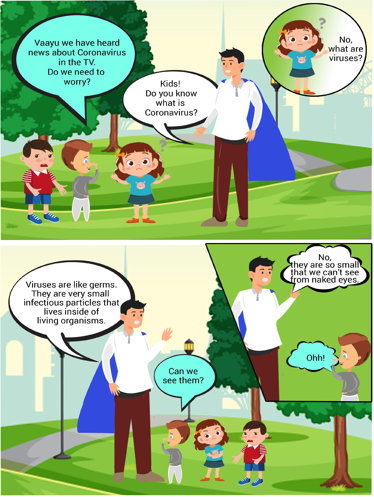 Vaayu we have heard
news about Coronavirus
in the TV.
Do we need to
worry?
Kids!
Do you know
what is
Coronavirus?
?
No,
what are
viruses?
?
Viruses are like germs.
They are very small
infectious particles that
lives inside of
living organisms.
Can we
see them?
No,
they are so small
that we can't see
from naked eyes.
Ohh!